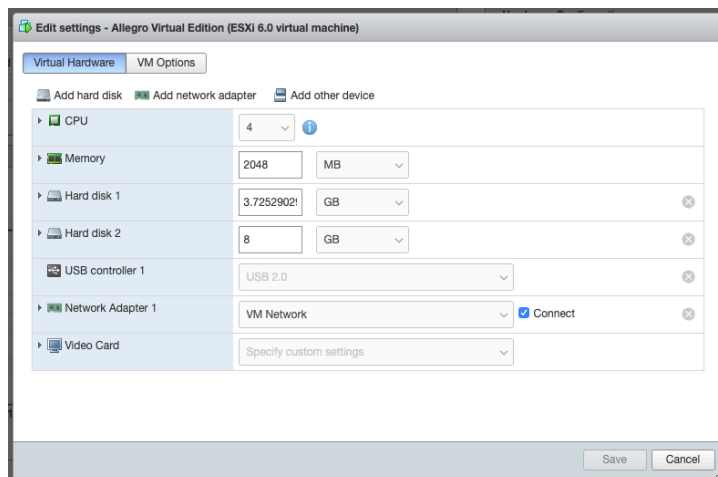 Edit settings - Allegro Virtual Edition (ESXi 6.0 virtual machine)
Virtual Hardware VM Options
Add hard disk Add network adapter Add other device
CPU 4
Memory 2048 MB
Hard disk 1 3.7252902 GB
Hard disk 2 8 GB
USB controller 1 USB 2.0
Network Adapter 1 VM Network Connect
Video Card Specify custom settings
Save Cancel